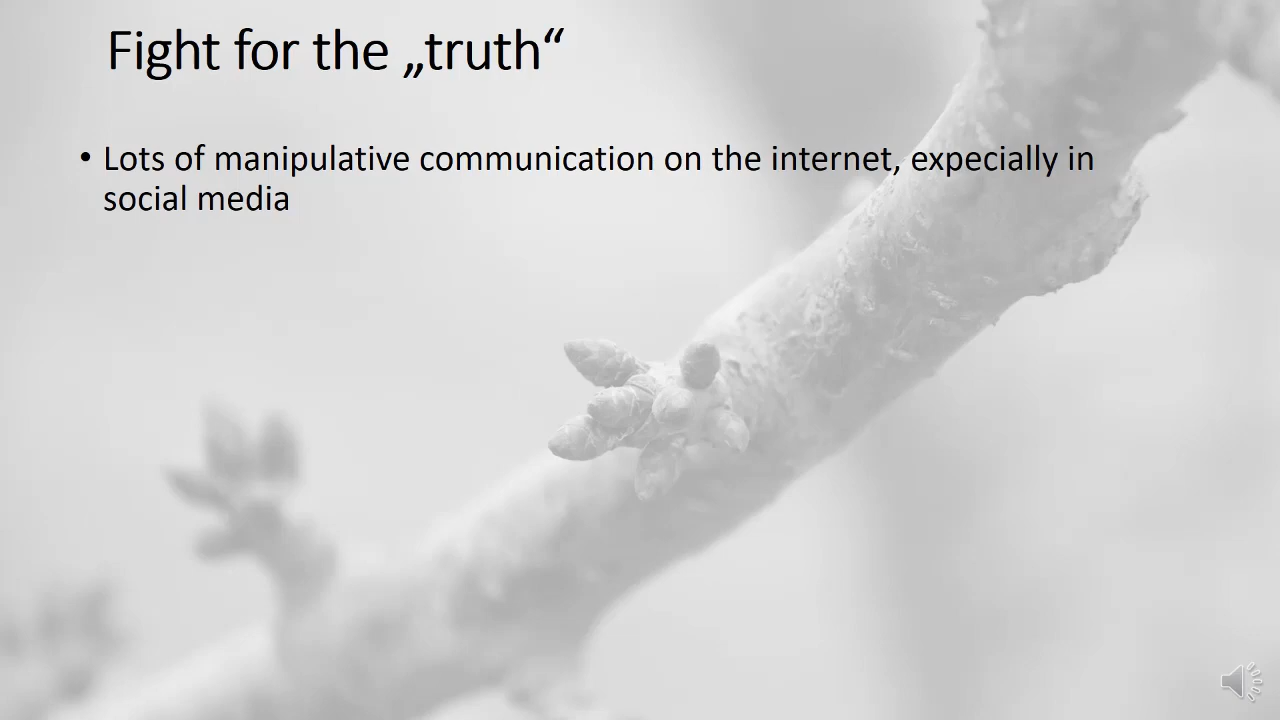 Fight for the „truth“
• Lots of manipulative communication on the internet, expecially in
social media